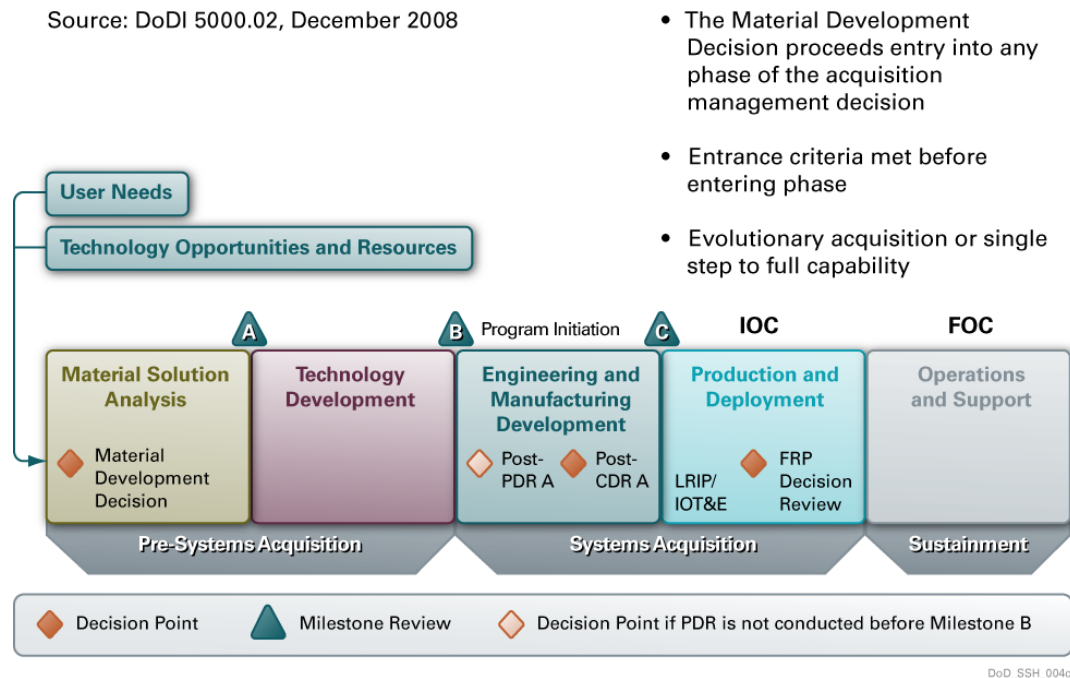 Source: DoDI 5000.02, December 2008
• The Material Development
Decision proceeds entry into any
phase of the acquisition
management decision
• Entrance criteria met before
entering phase
• Evolutionary acquisition or single
step to full capability
User Needs
Technology Opportunities and Resources
A
B
Program Initiation
C
IOC
FOC
Material Solution
Analysis
Material
Development
Decision
Technology
Development
Engineering and
Manufacturing
Development
Post-
PDR A
Post-
CDR A
Production and
Deployment
LRIP/
IOT&E
FRP
Decision
Review
Operations
and Support
Pre-Systems Acquisition
Systems Acquisition
Sustainment
Decision Point
Milestone Review
Decision Point if PDR is not conducted before Milestone B